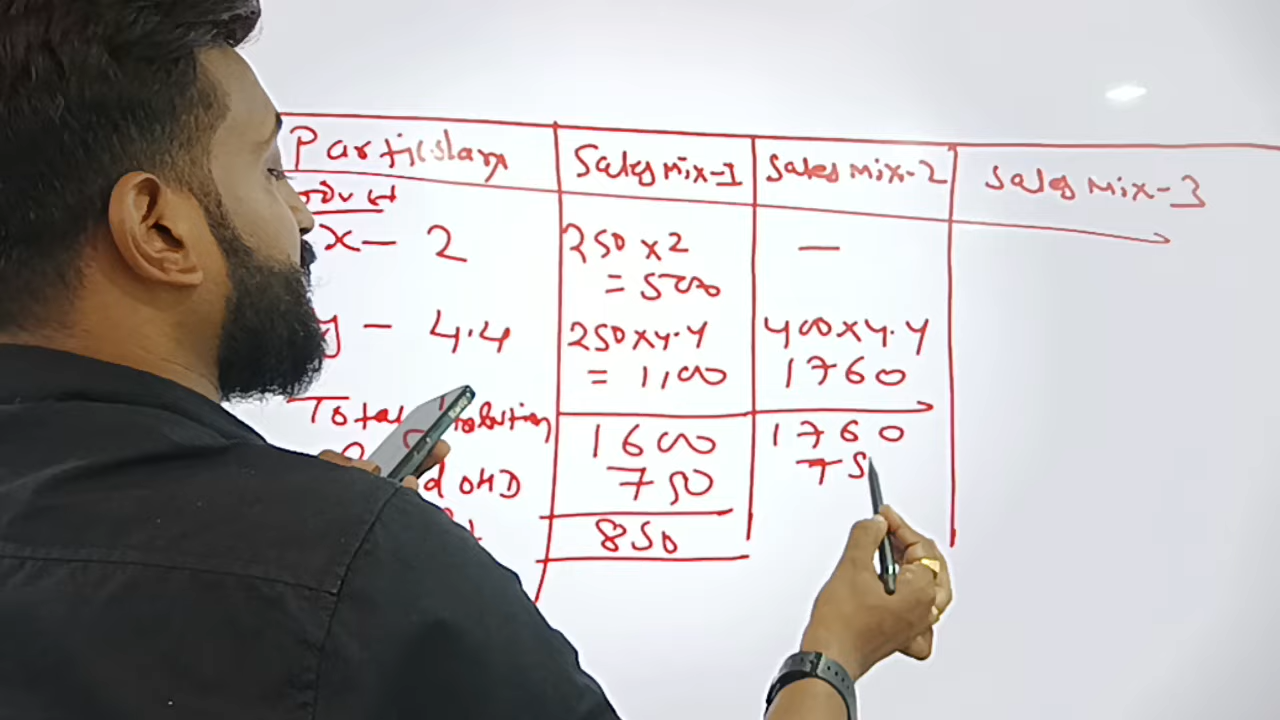 Particulars Sales mix-1 Sales mix-2 Sales mix-3
x - 2 250 x 2 —
= 500
y - 4.4 250 x 4.4 400 x 4.4
= 1,100 1760
Total 1600 1760
OHD 750 75
850